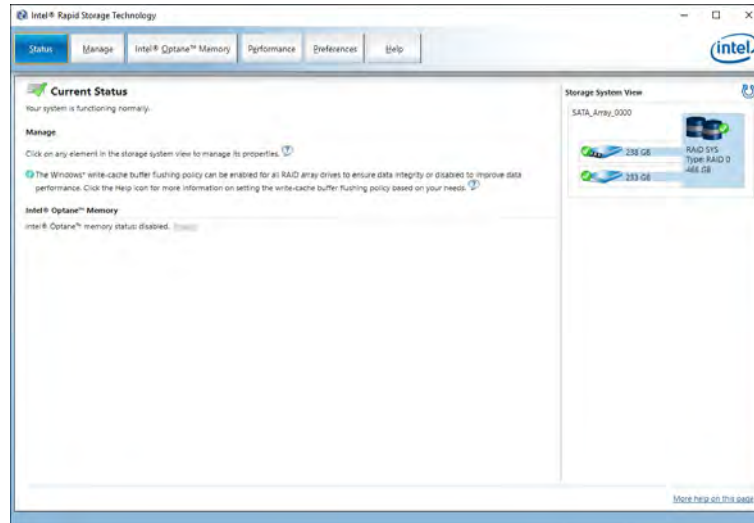 Intel® Rapid Storage Technology
Status
Manage
Intel® Optane™ Memory
Performance
Preferences
Help
intel
Current Status
Your system is functioning normally.
Manage
Click on any element in the storage system view to manage its properties.
The Windows* write-cache buffer flushing policy can be enabled for all RAID array drives to ensure data integrity or disabled to improve data
performance. Click the Help icon for more information on setting the write-cache buffer flushing policy based on your needs.
Intel® Optane™ Memory
Intel® Optane™ memory status: disabled.
Storage System View
SATA_Array_0000
238 GB
233 GB
RAID SYS
Type: RAID 0
466 GB
More help on this page